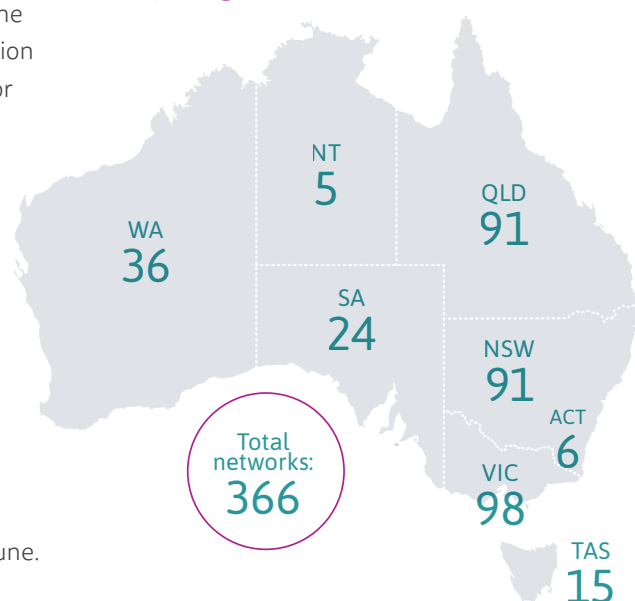 NT
5
QLD
91
WA
36
SA
24
NSW
91
ACT
6
Total
networks:
366
VIC
98
TAS
15